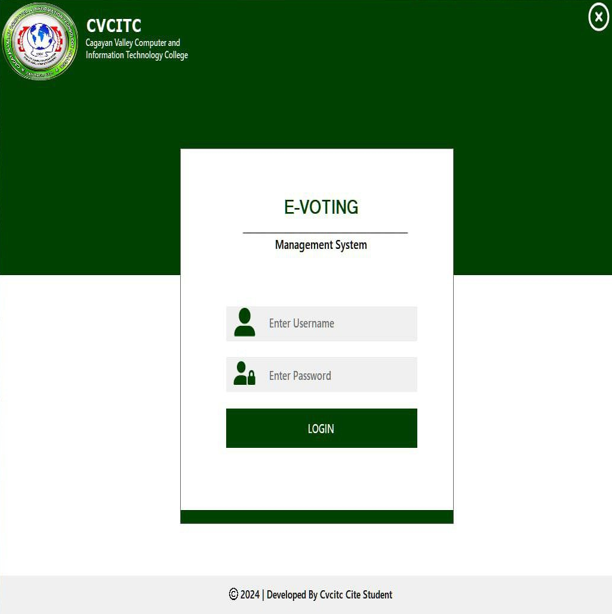 CVCITC
Cagayan Valley Computer and
Information Technology College
E-VOTING
Management System
Enter Username
Enter Password
LOGIN
© 2024 | Developed By Cvcitc Cite Student